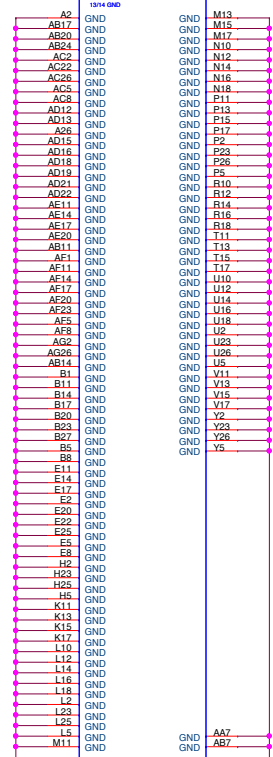 13/14 GND
A2 GND GND M13
AB17 GND GND M15
AB20 GND GND M17
AB24 GND GND N10
AC2 GND GND N12
AC22 GND GND N14
AC26 GND GND N16
AC5 GND GND N18
AC8 GND GND P11
AD12 GND GND P13
AD13 GND GND P15
A26 GND GND P17
AD15 GND GND P2
AD16 GND GND P23
AD18 GND GND P26
AD19 GND GND P5
AD21 GND GND R10
AD22 GND GND R12
AE11 GND GND R14
AE14 GND GND R16
AE17 GND GND R18
AE20 GND GND T11
AB11 GND GND T13
AF1 GND GND T15
AF11 GND GND T17
AF14 GND GND U10
AF17 GND GND U12
AF20 GND GND U14
AF23 GND GND U16
AF5 GND GND U18
AF8 GND GND U2
AG2 GND GND U23
AG26 GND GND U26
AB14 GND GND U5
B1 GND GND V11
B11 GND GND V13
B14 GND GND V15
B17 GND GND V17
B20 GND GND Y2
B23 GND GND Y23
B27 GND GND Y26
B5 GND GND Y5
B8 GND
E11 GND
E14 GND
E17 GND
E2 GND
E20 GND
E22 GND
E25 GND
E5 GND
E8 GND
H2 GND
H23 GND
H25 GND
H5 GND
K11 GND
K13 GND
K15 GND
K17 GND
L10 GND
L12 GND
L14 GND
L16 GND
L18 GND
L2 GND
L23 GND
L25 GND
L5 GND GND AA7
M11 GND GND AB7